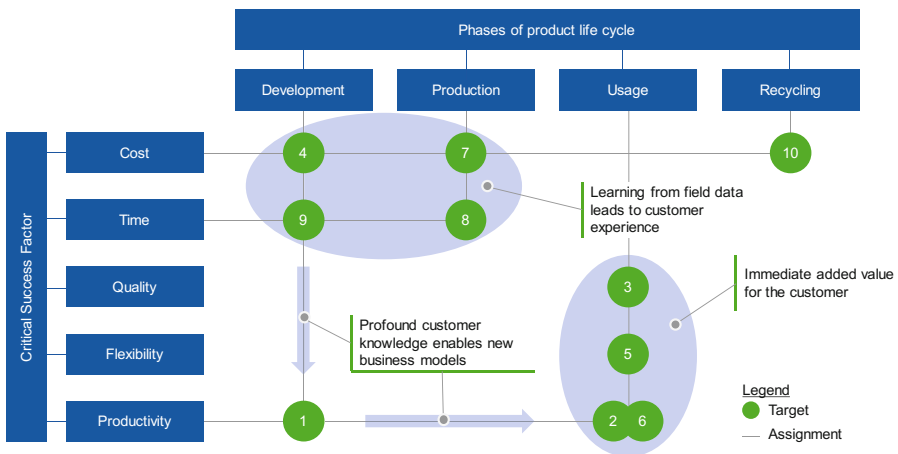 Phases of product life cycle
Development
Production
Usage
Recycling
Critical Success Factor
Cost
4
7
10
Learning from field data
leads to customer
experience
Time
9
8
Quality
3
Immediate added value
for the customer
Profound customer
knowledge enables new
business models
Flexibility
5
Productivity
1
2
6
Legend
Target
Assignment